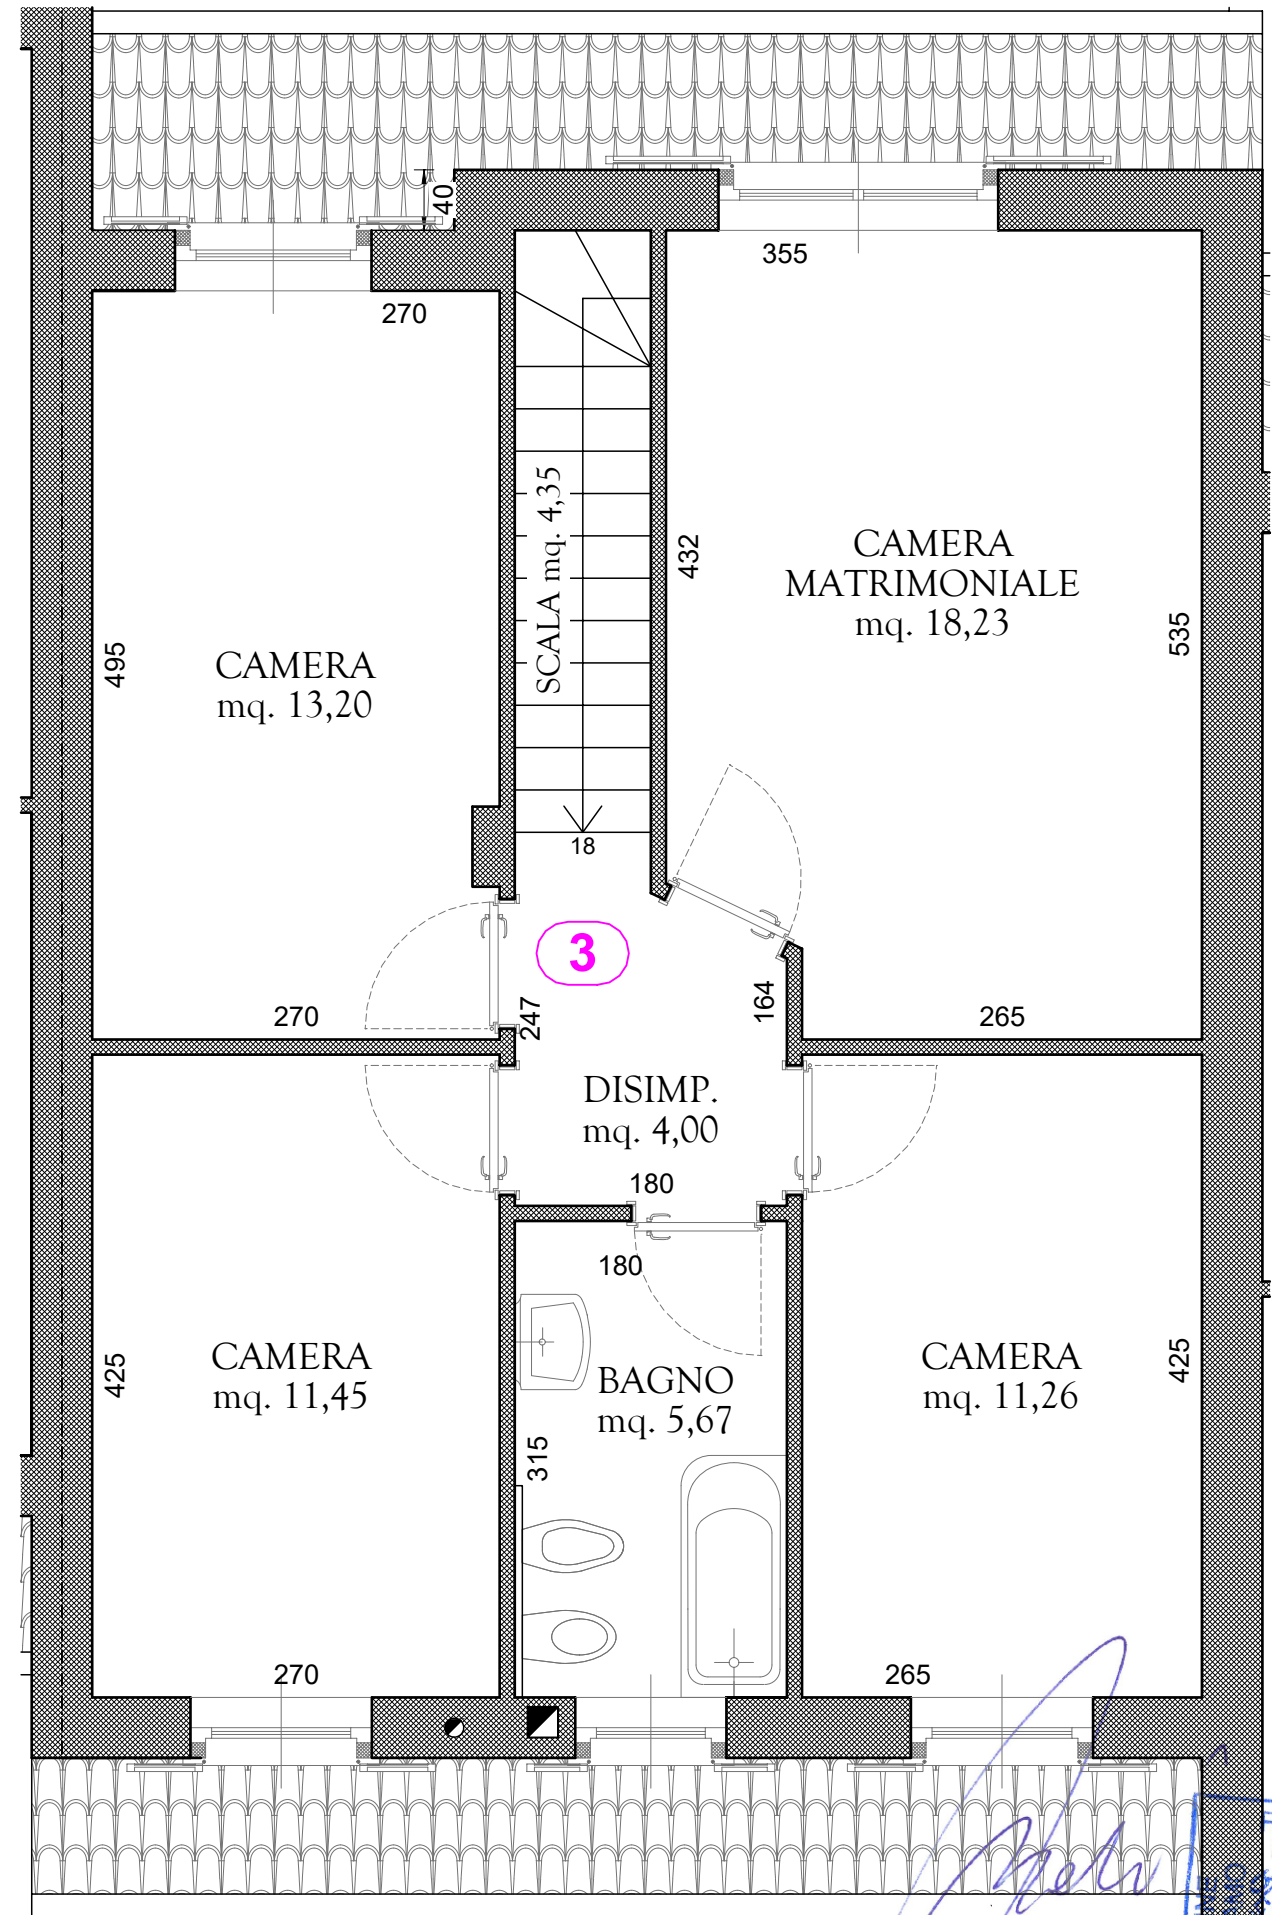 40
355
270
SCALA mq. 4,35
432
CAMERA
MATRIMONIALE
mq. 18,23
535
495
CAMERA
mq. 13,20
18
3
247
164
270
265
DISIMP.
mq. 4,00
180
180
425
CAMERA
mq. 11,45
BAGNO
mq. 5,67
315
CAMERA
mq. 11,26
425
270
265